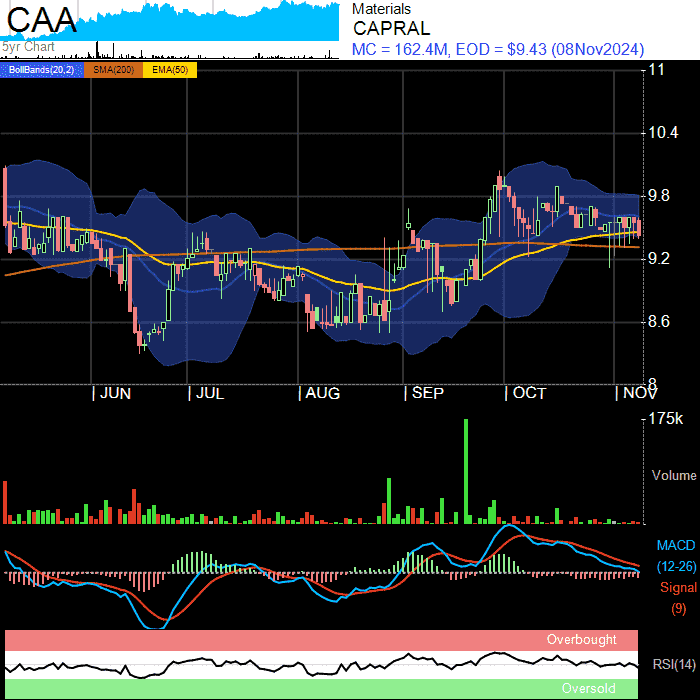 CAA
5yr Chart
Materials
CAPRAL
MC = 162.4M, EOD = $9.43 (08Nov2024)
BollBands(20,2) SMA(200) EMA(50)
11
10.4
9.8
9.2
8.6
8
JUN JUL AUG SEP OCT NOV
175k
Volume
MACD
(12-26)
Signal
(9)
Overbought
RSI(14)
Oversold